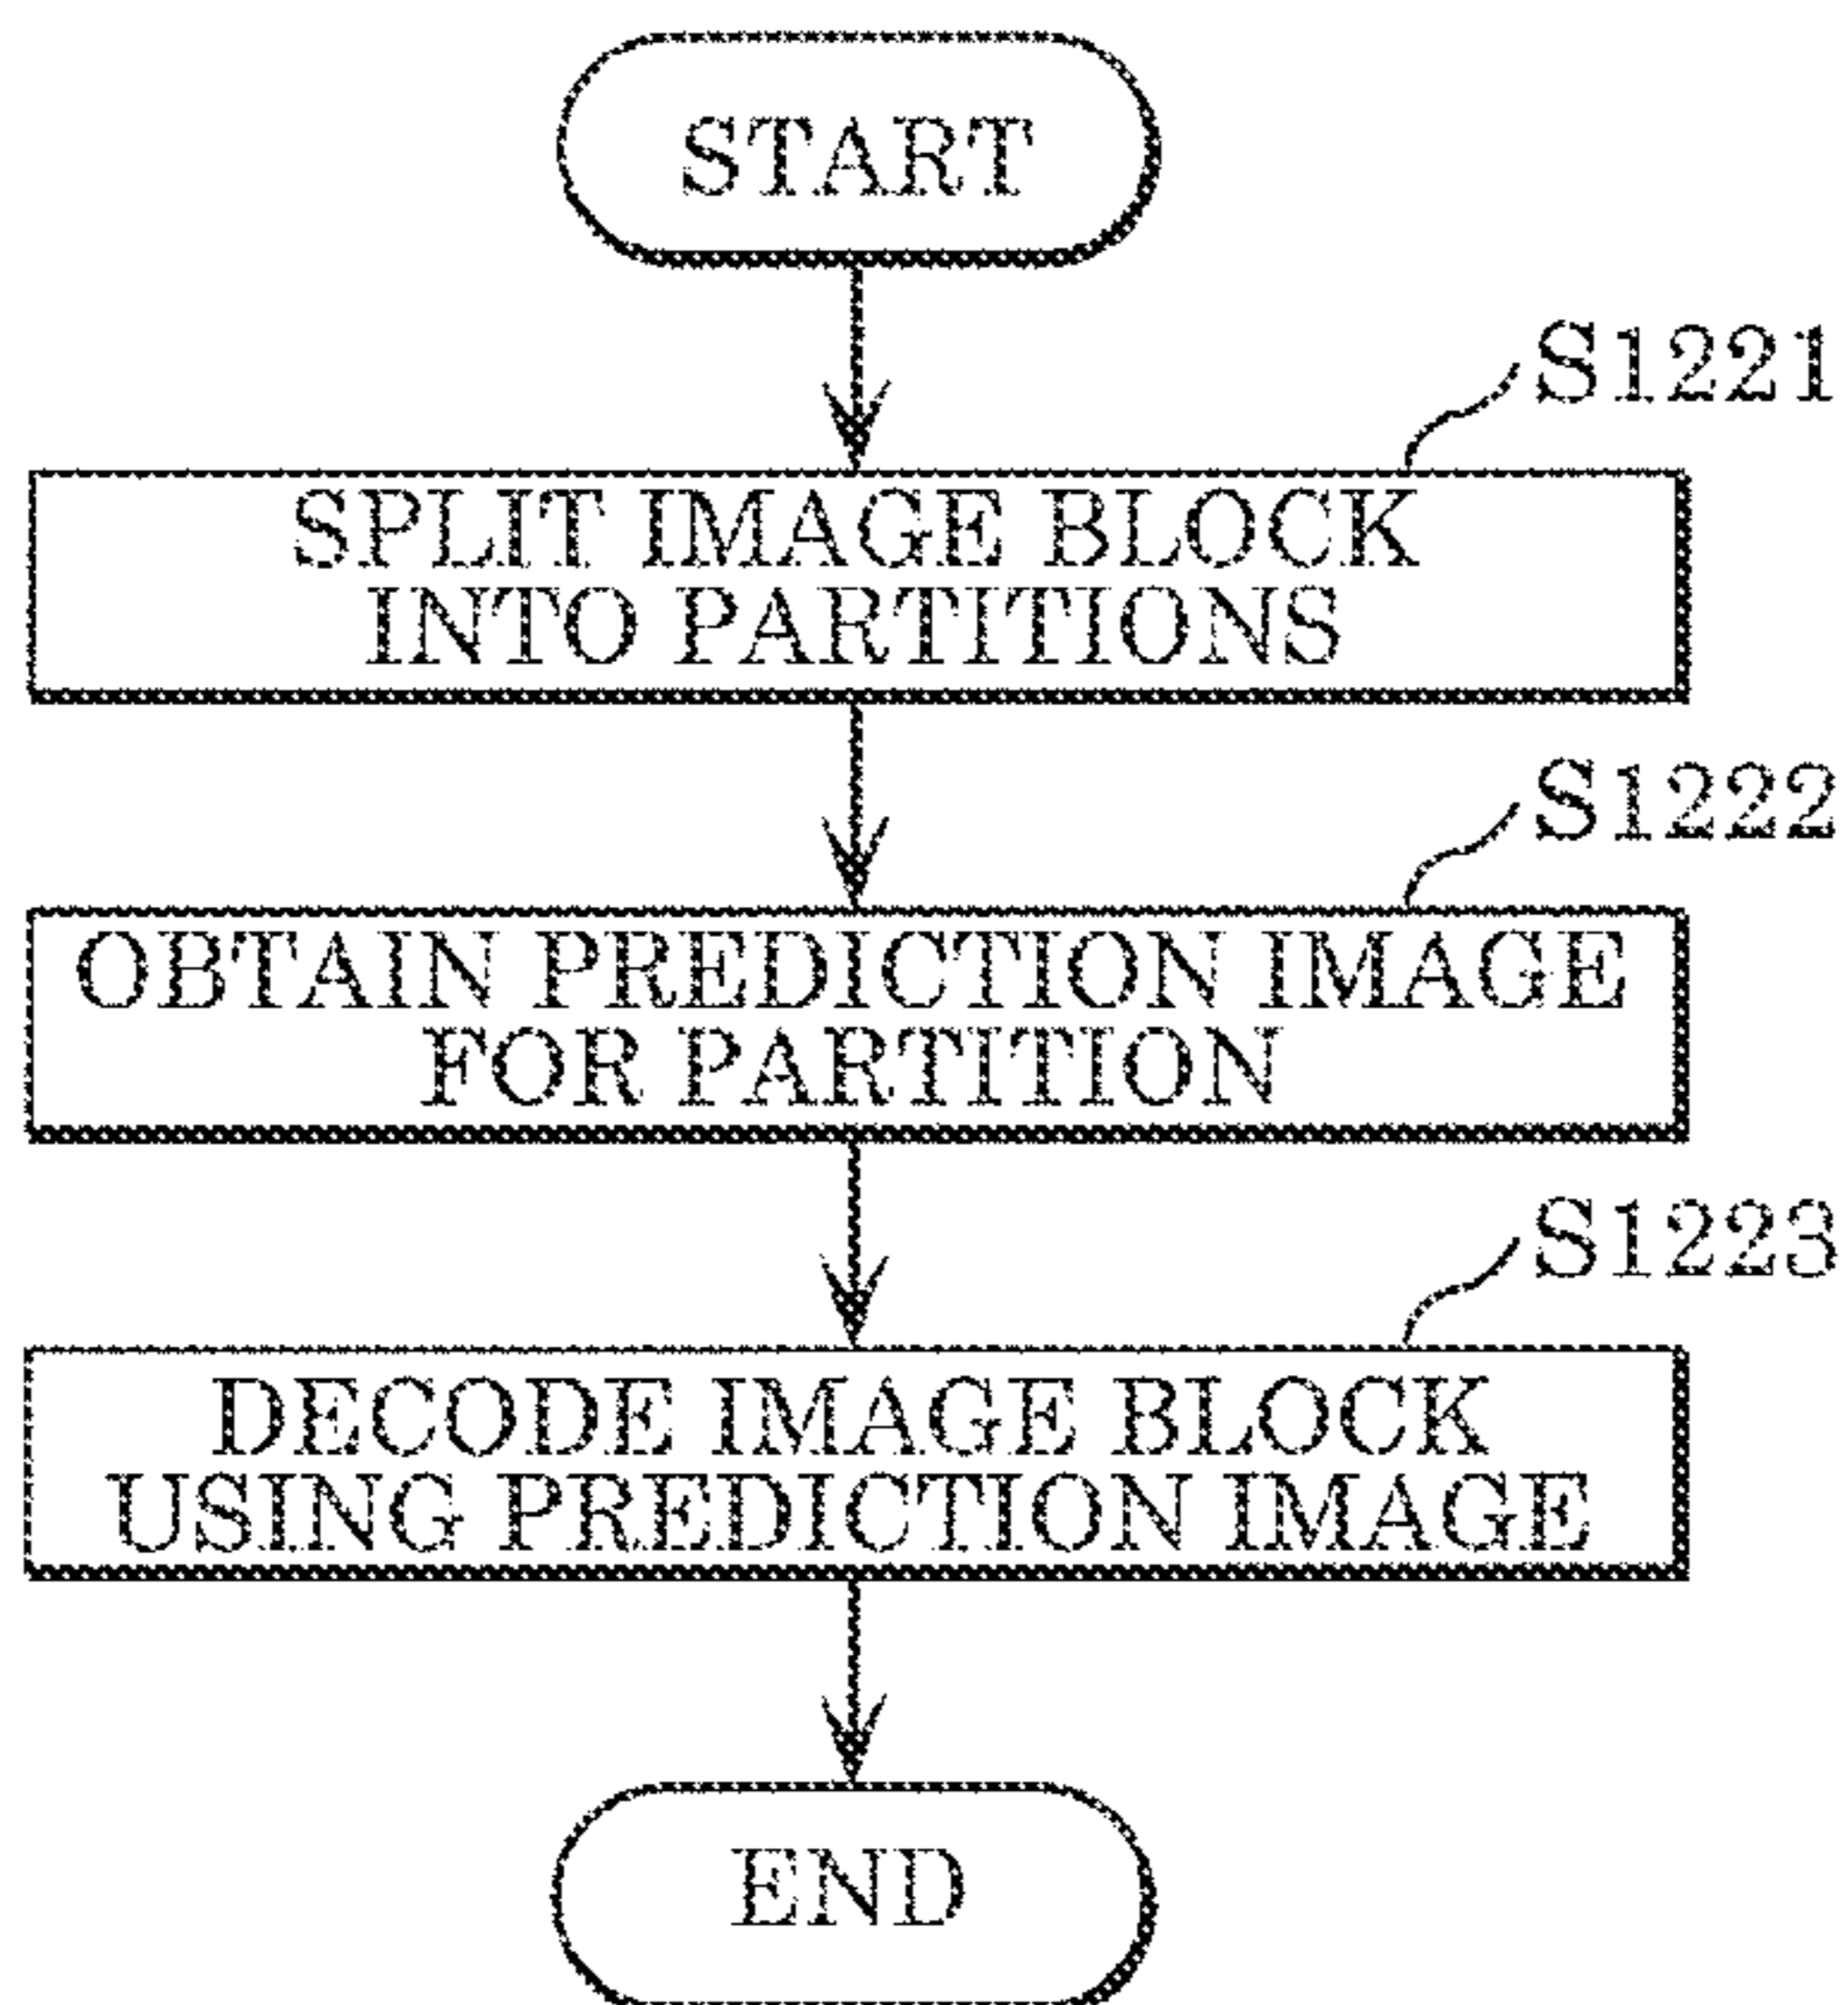 START
S1221
SPLIT IMAGE BLOCK
INTO PARTITIONS
S1222
OBTAIN PREDICTION IMAGE
FOR PARTITION
S1223
DECODE IMAGE BLOCK
USING PREDICTION IMAGE
END